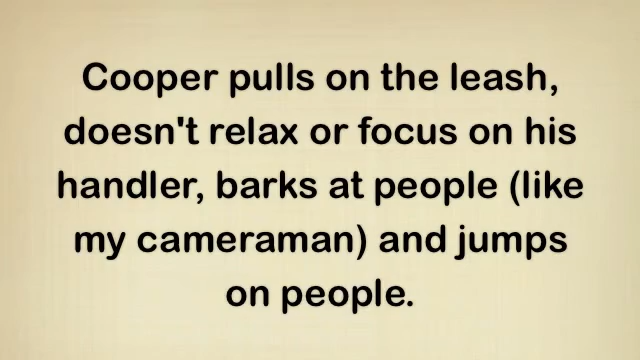 Cooper pulls on the leash,
doesn't relax or focus on his
handler, barks at people (like
my cameraman) and jumps
on people.